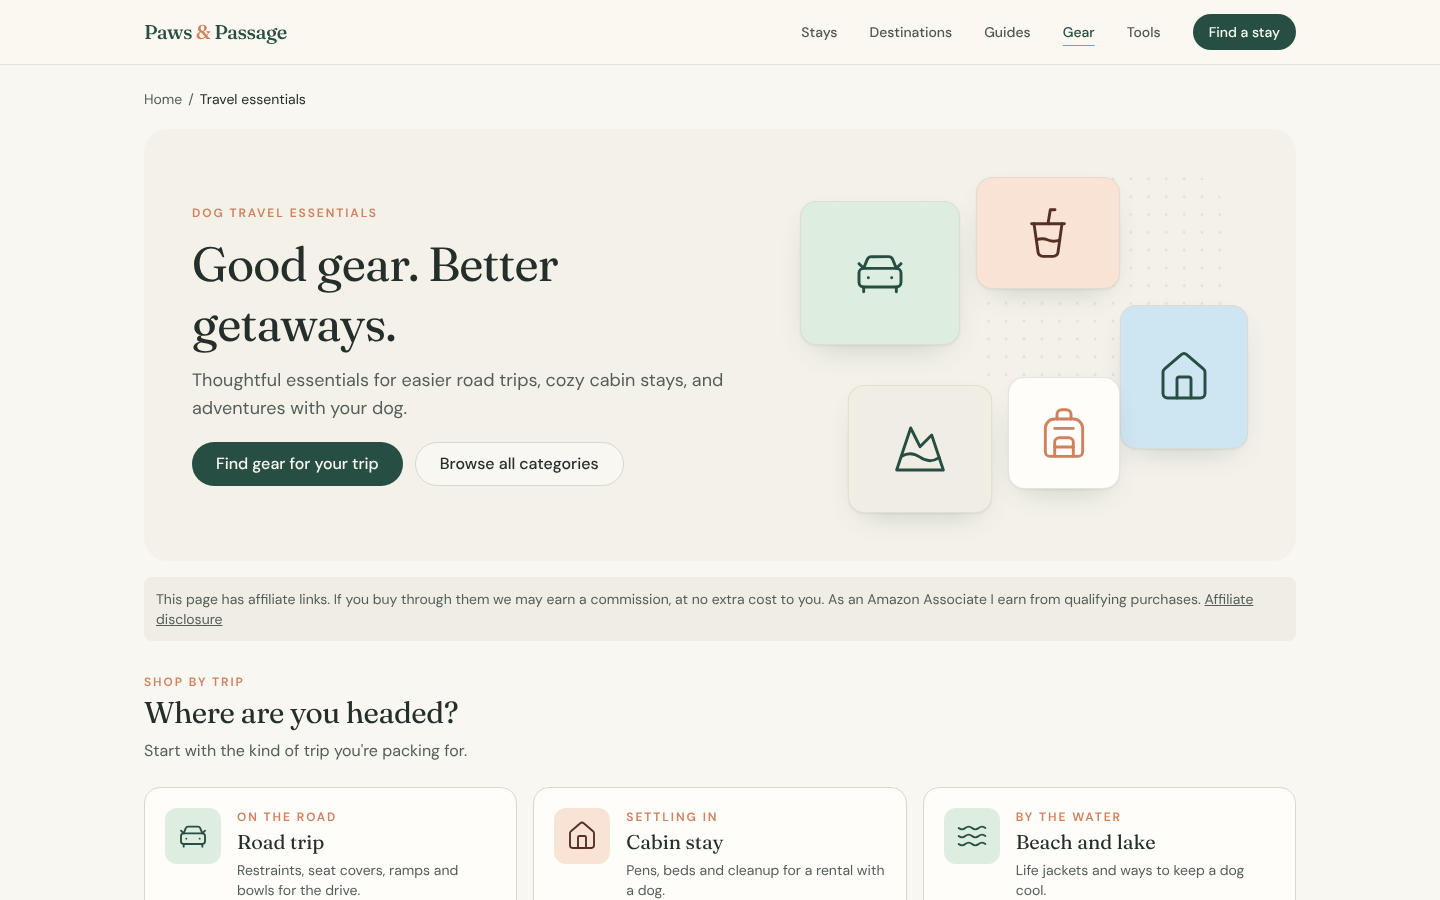 Paws & Passage
Stays
Destinations
Guides
Gear
Tools
Find a stay
Home / Travel essentials
DOG TRAVEL ESSENTIALS
Good gear. Better
getaways.
Thoughtful essentials for easier road trips, cozy cabin stays, and
adventures with your dog.
Find gear for your trip
Browse all categories
This page has affiliate links. If you buy through them we may earn a commission, at no extra cost to you. As an Amazon Associate I earn from qualifying purchases. Affiliate
disclosure
SHOP BY TRIP
Where are you headed?
Start with the kind of trip you're packing for.
ON THE ROAD
Road trip
Restraints, seat covers, ramps and
bowls for the drive.
SETTLING IN
Cabin stay
Pens, beds and cleanup for a rental with
a dog.
BY THE WATER
Beach and lake
Life jackets and ways to keep a dog
cool.